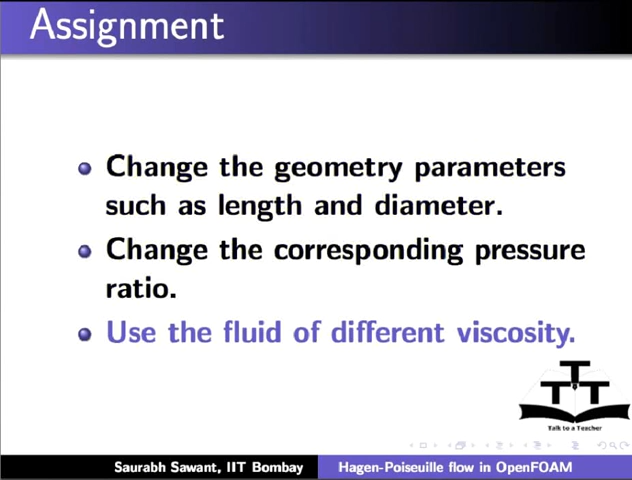 Assignment
Change the geometry parameters
such as length and diameter.
Change the corresponding pressure
ratio.
Use the fluid of different viscosity.
TTT
Talk to a Teacher
Saurabh Sawant, IIT Bombay
Hagen-Poiseuille flow in OpenFOAM